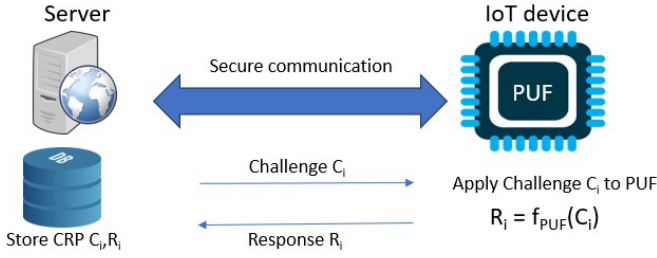 Server
IoT device
Secure communication
PUF
DB
Challenge Cᵢ
Apply Challenge Cᵢ to PUF
Rᵢ = fPUF(Cᵢ)
Store CRP Cᵢ,Rᵢ
Response Rᵢ